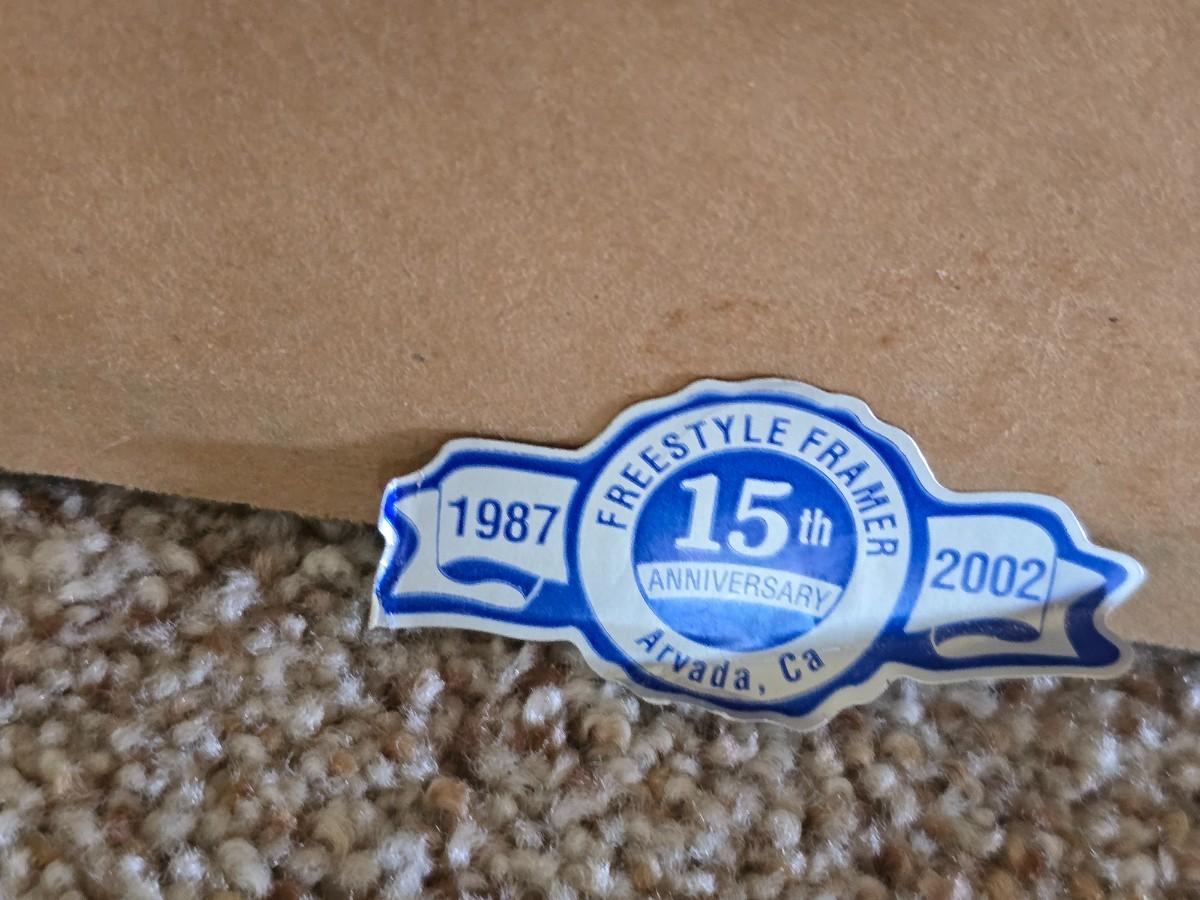 FREESTYLE FRAMER
1987
15th
ANNIVERSARY
2002
Arvada, Ca